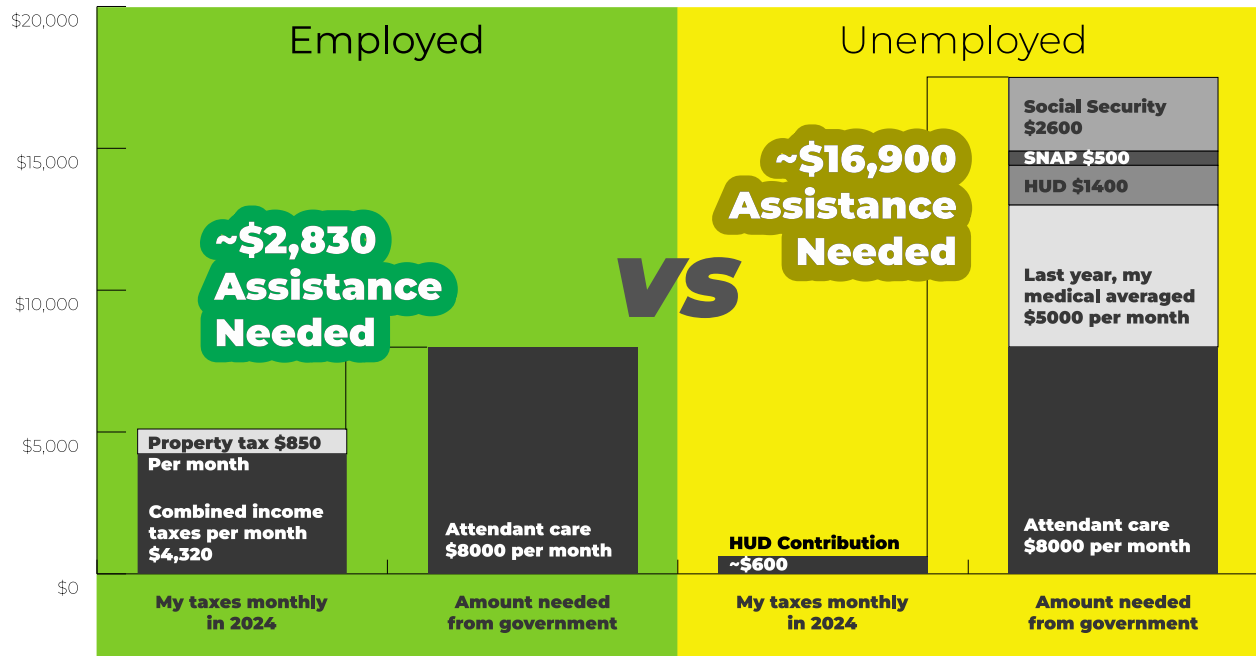 Employed
Unemployed
$20,000
$15,000
$10,000
$5,000
$0
~$2,830
Assistance
Needed
VS
~$16,900
Assistance
Needed
Property tax $850
Per month
Combined income
taxes per month
$4,320
Attendant care
$8000 per month
HUD Contribution
~$600
Social Security
$2600
SNAP $500
HUD $1400
Last year, my
medical averaged
$5000 per month
Attendant care
$8000 per month
My taxes monthly
in 2024
Amount needed
from government
My taxes monthly
in 2024
Amount needed
from government